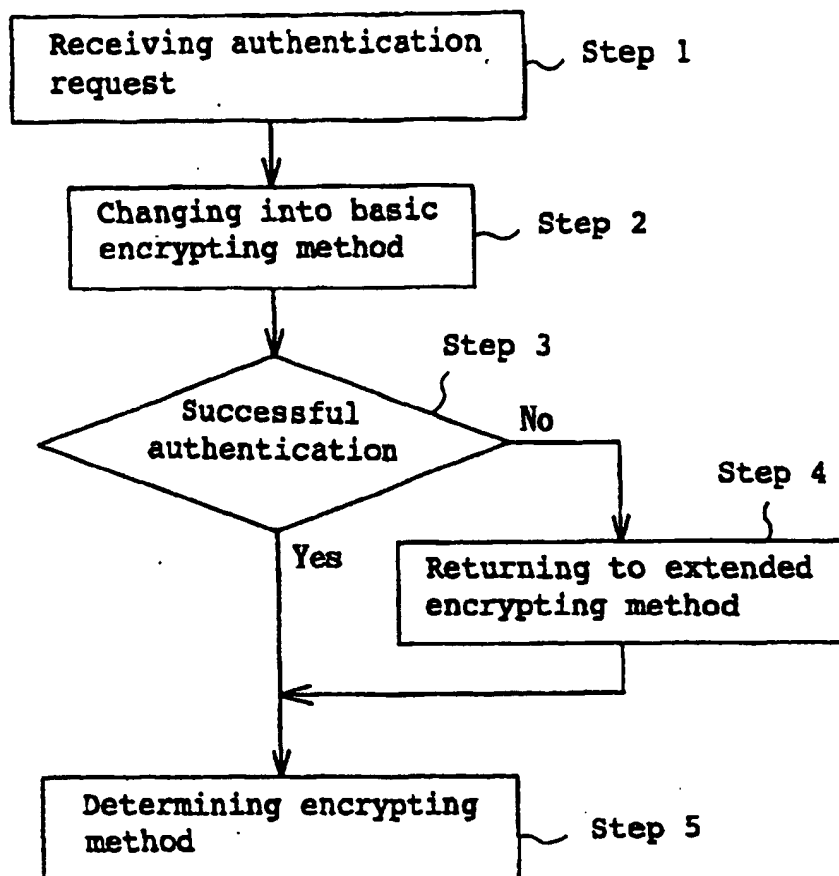 Receiving authentication
request
Step 1
Changing into basic
encrypting method
Step 2
Step 3
Successful
authentication
No
Yes
Step 4
Returning to extended
encrypting method
Determining encrypting
method
Step 5